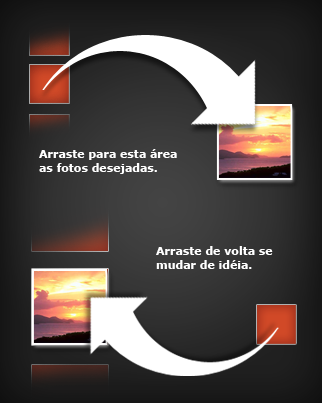 Arraste para esta área
as fotos desejadas.
Arraste de volta se
mudar de idéia.